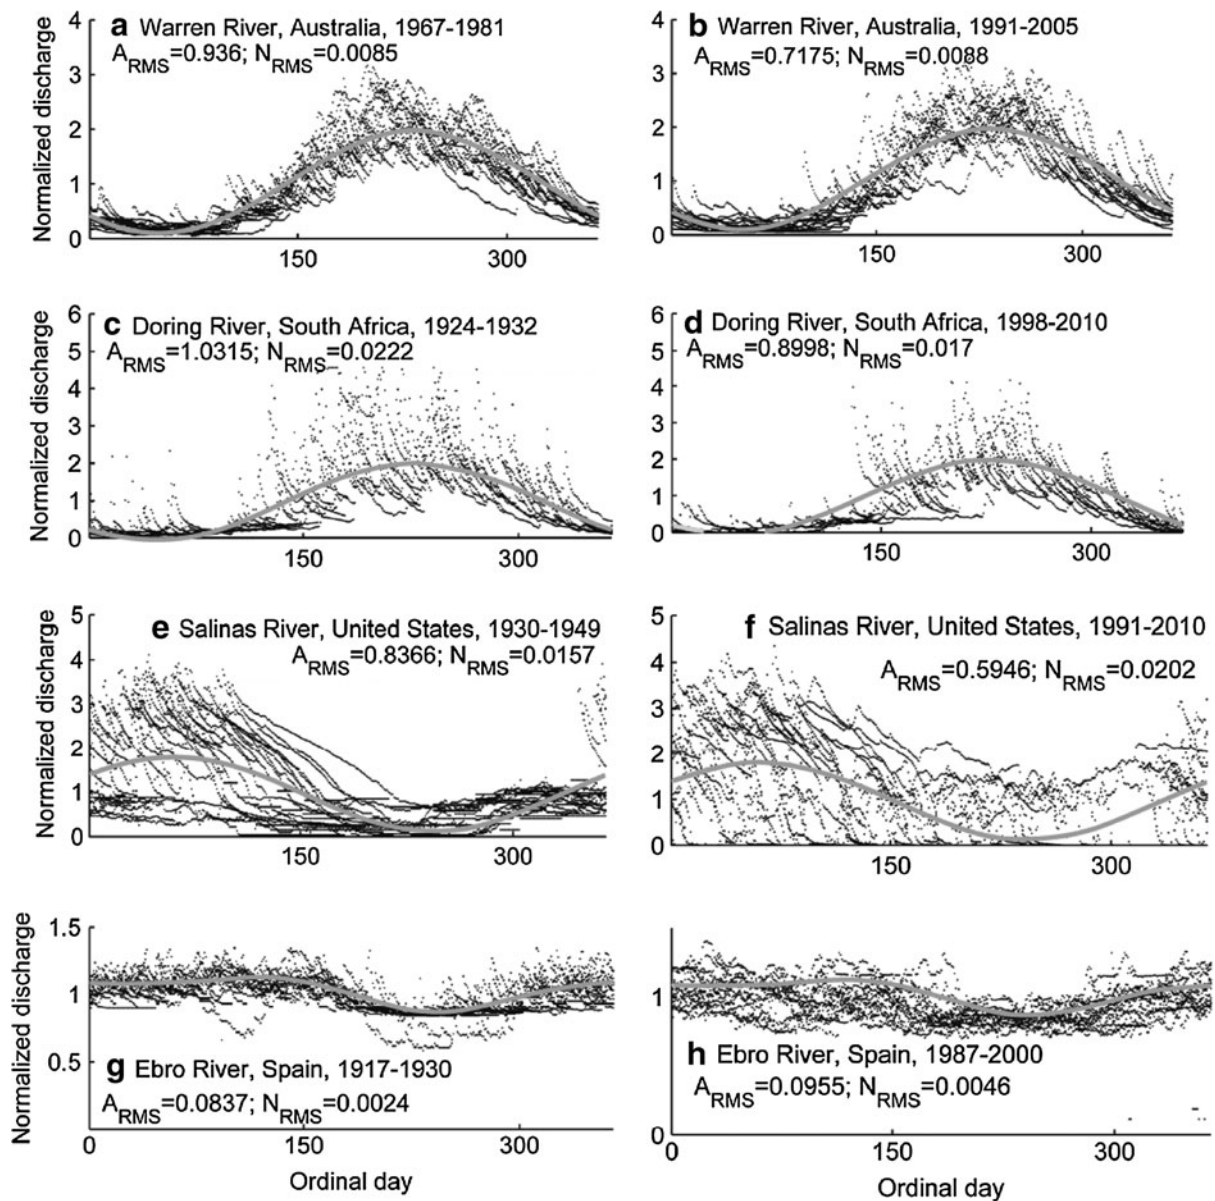 a Warren River, Australia, 1967-1981
A_RMS=0.936; N_RMS=0.0085
Normalized discharge
4
3
2
1
0
150
300
b Warren River, Australia, 1991-2005
A_RMS=0.7175; N_RMS=0.0088
4
3
2
1
0
150
300
c Doring River, South Africa, 1924-1932
A_RMS=1.0315; N_RMS=0.0222
Normalized discharge
6
5
4
3
2
1
0
150
300
d Doring River, South Africa, 1998-2010
A_RMS=0.8998; N_RMS=0.017
6
5
4
3
2
1
0
150
300
e Salinas River, United States, 1930-1949
A_RMS=0.8366; N_RMS=0.0157
Normalized discharge
5
4
3
2
1
0
150
300
f Salinas River, United States, 1991-2010
A_RMS=0.5946; N_RMS=0.0202
5
4
3
2
1
0
150
300
Normalized discharge
1.5
1
0.5
g Ebro River, Spain, 1917-1930
A_RMS=0.0837; N_RMS=0.0024
0
150
300
Ordinal day
1
h Ebro River, Spain, 1987-2000
A_RMS=0.0955; N_RMS=0.0046
0
0
150
300
Ordinal day